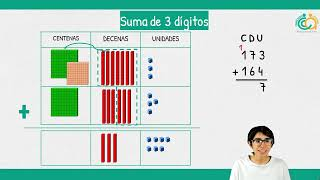 Suma de 3 dígitos
CENTENAS DECENAS UNIDADES
C D U
1
1 7 3
+ 1 6 4
7
+